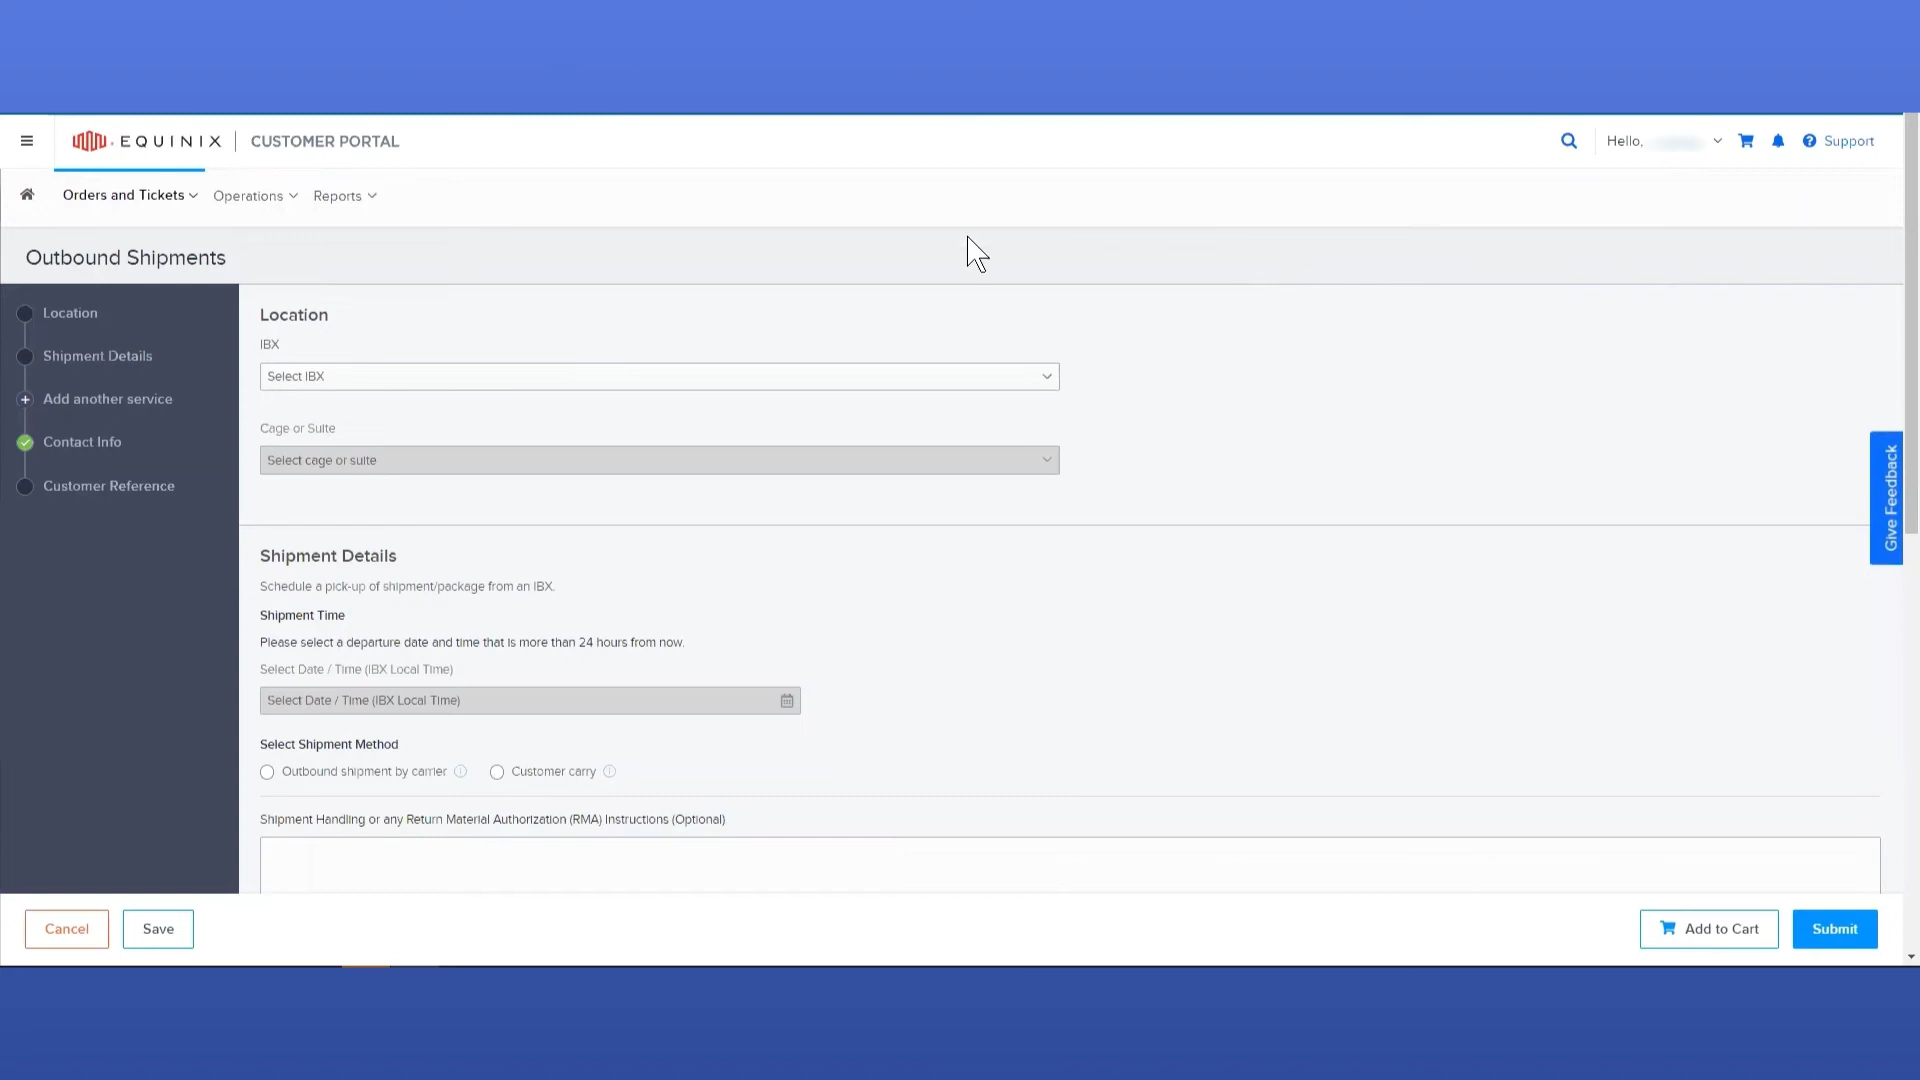 EQUINIX | CUSTOMER PORTAL
Hello,
Support
Orders and Tickets
Operations
Reports
Outbound Shipments
Location
Shipment Details
Add another service
Contact Info
Customer Reference
Location
IBX
Select IBX
Cage or Suite
Select cage or suite
Give Feedback
Shipment Details
Schedule a pick-up of shipment/package from an IBX.
Shipment Time
Please select a departure date and time that is more than 24 hours from now.
Select Date / Time (IBX Local Time)
Select Date / Time (IBX Local Time)
Select Shipment Method
Outbound shipment by carrier
Customer carry
Shipment Handling or any Return Material Authorization (RMA) Instructions (Optional)
Cancel
Save
Add to Cart
Submit